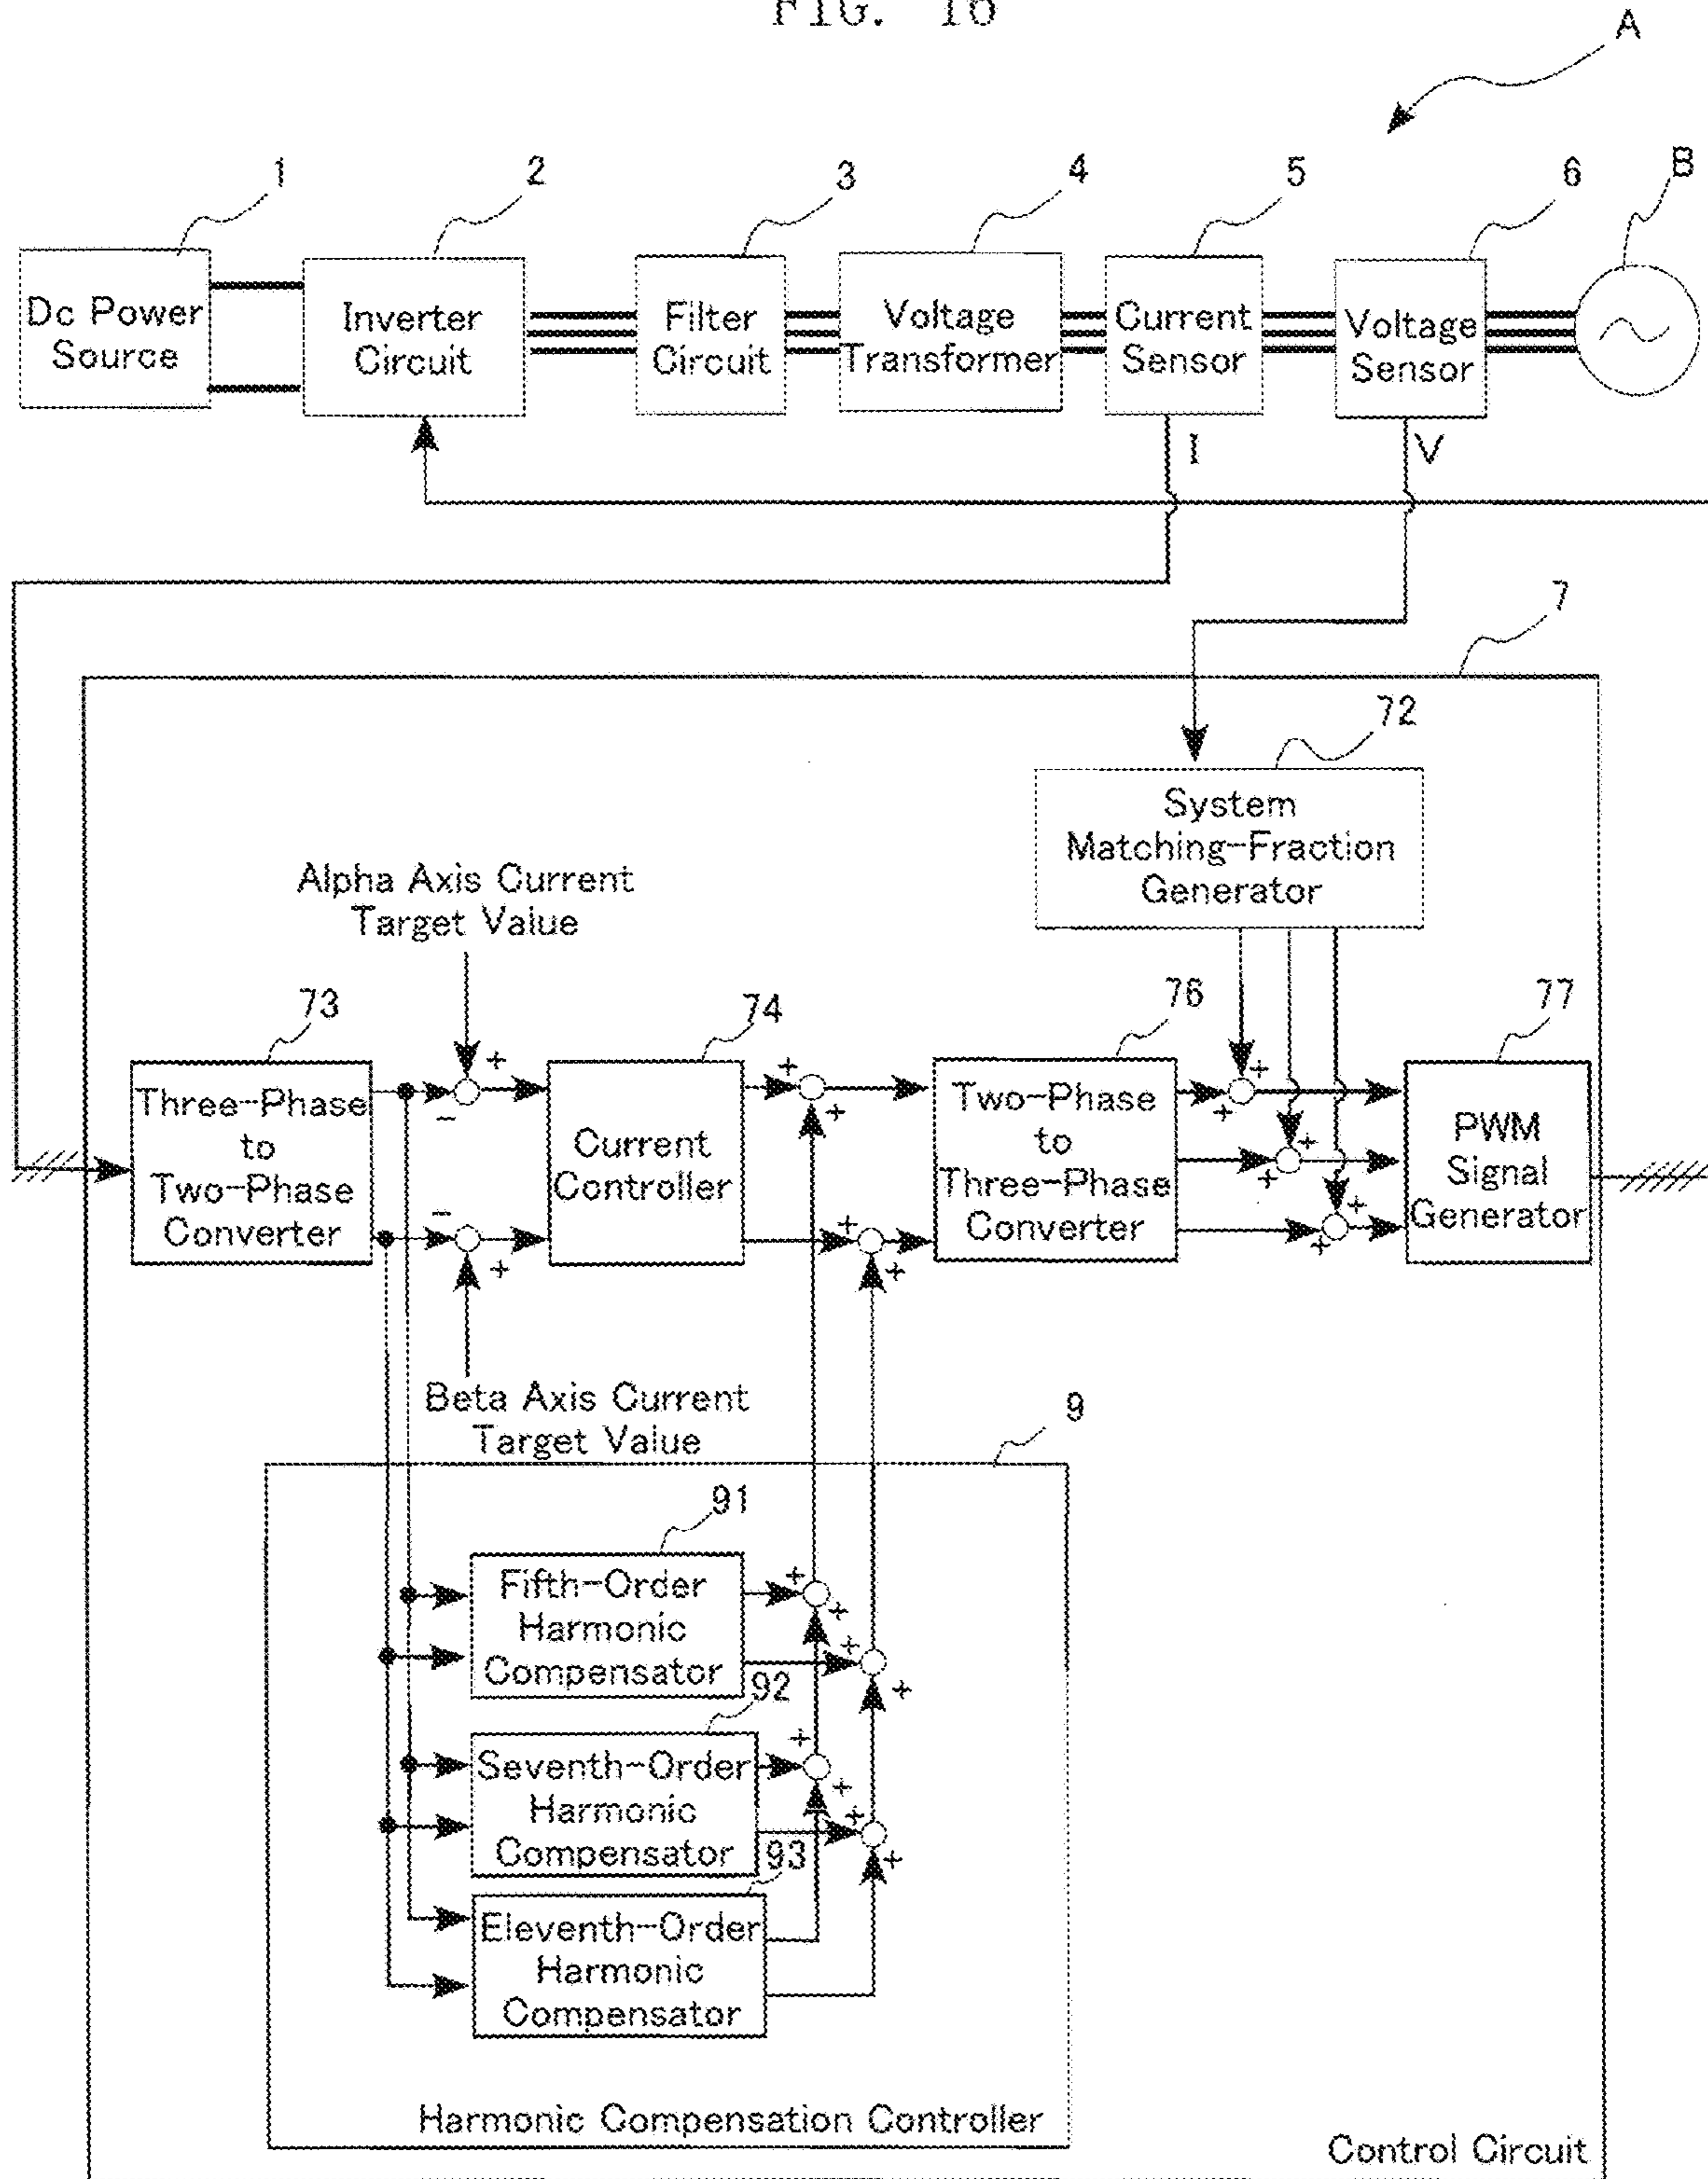 FIG. 16
A
1
2
3
4
5
6
B
Dc Power
Source
Inverter
Circuit
Filter
Circuit
Voltage
Transformer
Current
Sensor
Voltage
Sensor
I
V
7
72
System
Matching-Fraction
Generator
Alpha Axis Current
Target Value
73
74
76
77
Three-Phase
to
Two-Phase
Converter
+
-
-
+
Current
Controller
+
+
+
+
Two-Phase
to
Three-Phase
Converter
+
+
+
+
+
+
PWM
Signal
Generator
Beta Axis Current
Target Value
9
91
Fifth-Order
Harmonic
Compensator
+
+
+
+
92
Seventh-Order
Harmonic
Compensator
+
+
+
+
93
Eleventh-Order
Harmonic
Compensator
Harmonic Compensation Controller
Control Circuit